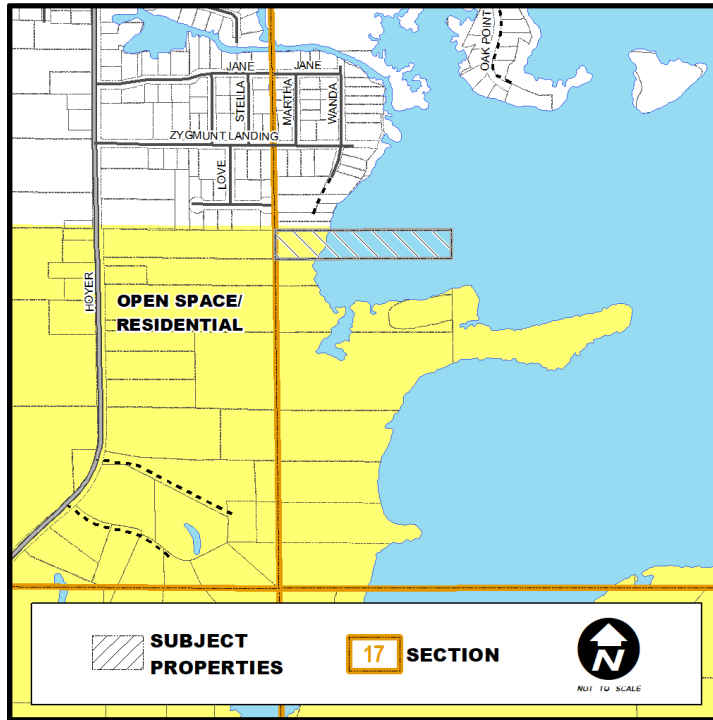 OAK POINT
JANE JANE
STELLA
MARTHA
WANDA
ZYGMUNT LANDING
LOVE
HOYER
OPEN SPACE/
RESIDENTIAL
SUBJECT
PROPERTIES
17 SECTION
N
NOT TO SCALE